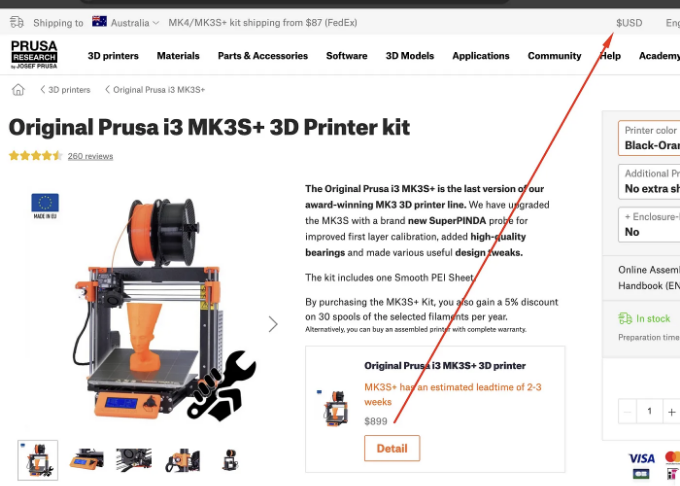 Shipping to Australia MK4/MK3S+ kit shipping from $87 (FedEx) $USD Eng
PRUSA
RESEARCH
by JOSEF PRUSA
3D printers Materials Parts & Accessories Software 3D Models Applications Community Help Academy
3D printers Original Prusa i3 MK3S+
Original Prusa i3 MK3S+ 3D Printer kit
260 reviews
MADE IN EU
The Original Prusa i3 MK3S+ is the last version of our
award-winning MK3 3D printer line. We have upgraded
the MK3S with a brand new SuperPINDA probe for
improved first layer calibration, added high-quality
bearings and made various useful design tweaks.
The kit includes one Smooth PEI Sheet.
By purchasing the MK3S+ Kit, you also gain a 5% discount
on 30 spools of the selected filaments per year.
Alternatively, you can buy an assembled printer with complete warranty.
Original Prusa i3 MK3S+ 3D printer
MK3S+ has an estimated leadtime of 2-3
weeks
$899
Detail
Printer color
Black-Oran
Additional Pr
No extra sh
+ Enclosure-
No
Online Assemb
Handbook (EN
In stock
Preparation time
1 +
VISA